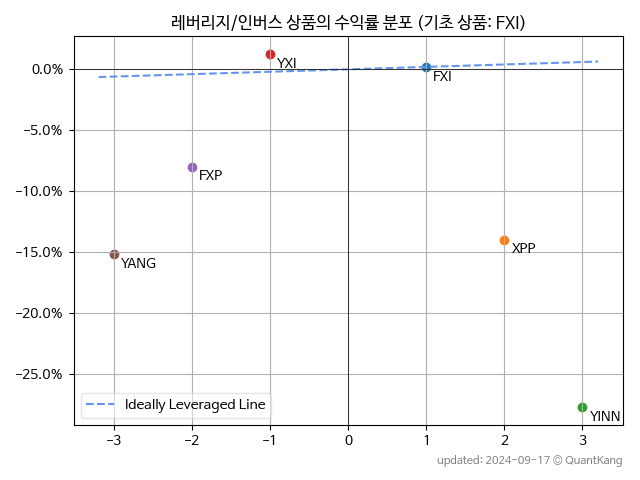 레버리지/인버스 상품의 수익률 분포 (기초 상품: FXI)
0.0%
−5.0%
−10.0%
−15.0%
−20.0%
−25.0%
YXI
FXI
FXP
XPP
YANG
YINN
Ideally Leveraged Line
−3
−2
−1
0
1
2
3
updated: 2024-09-17 © QuantKang